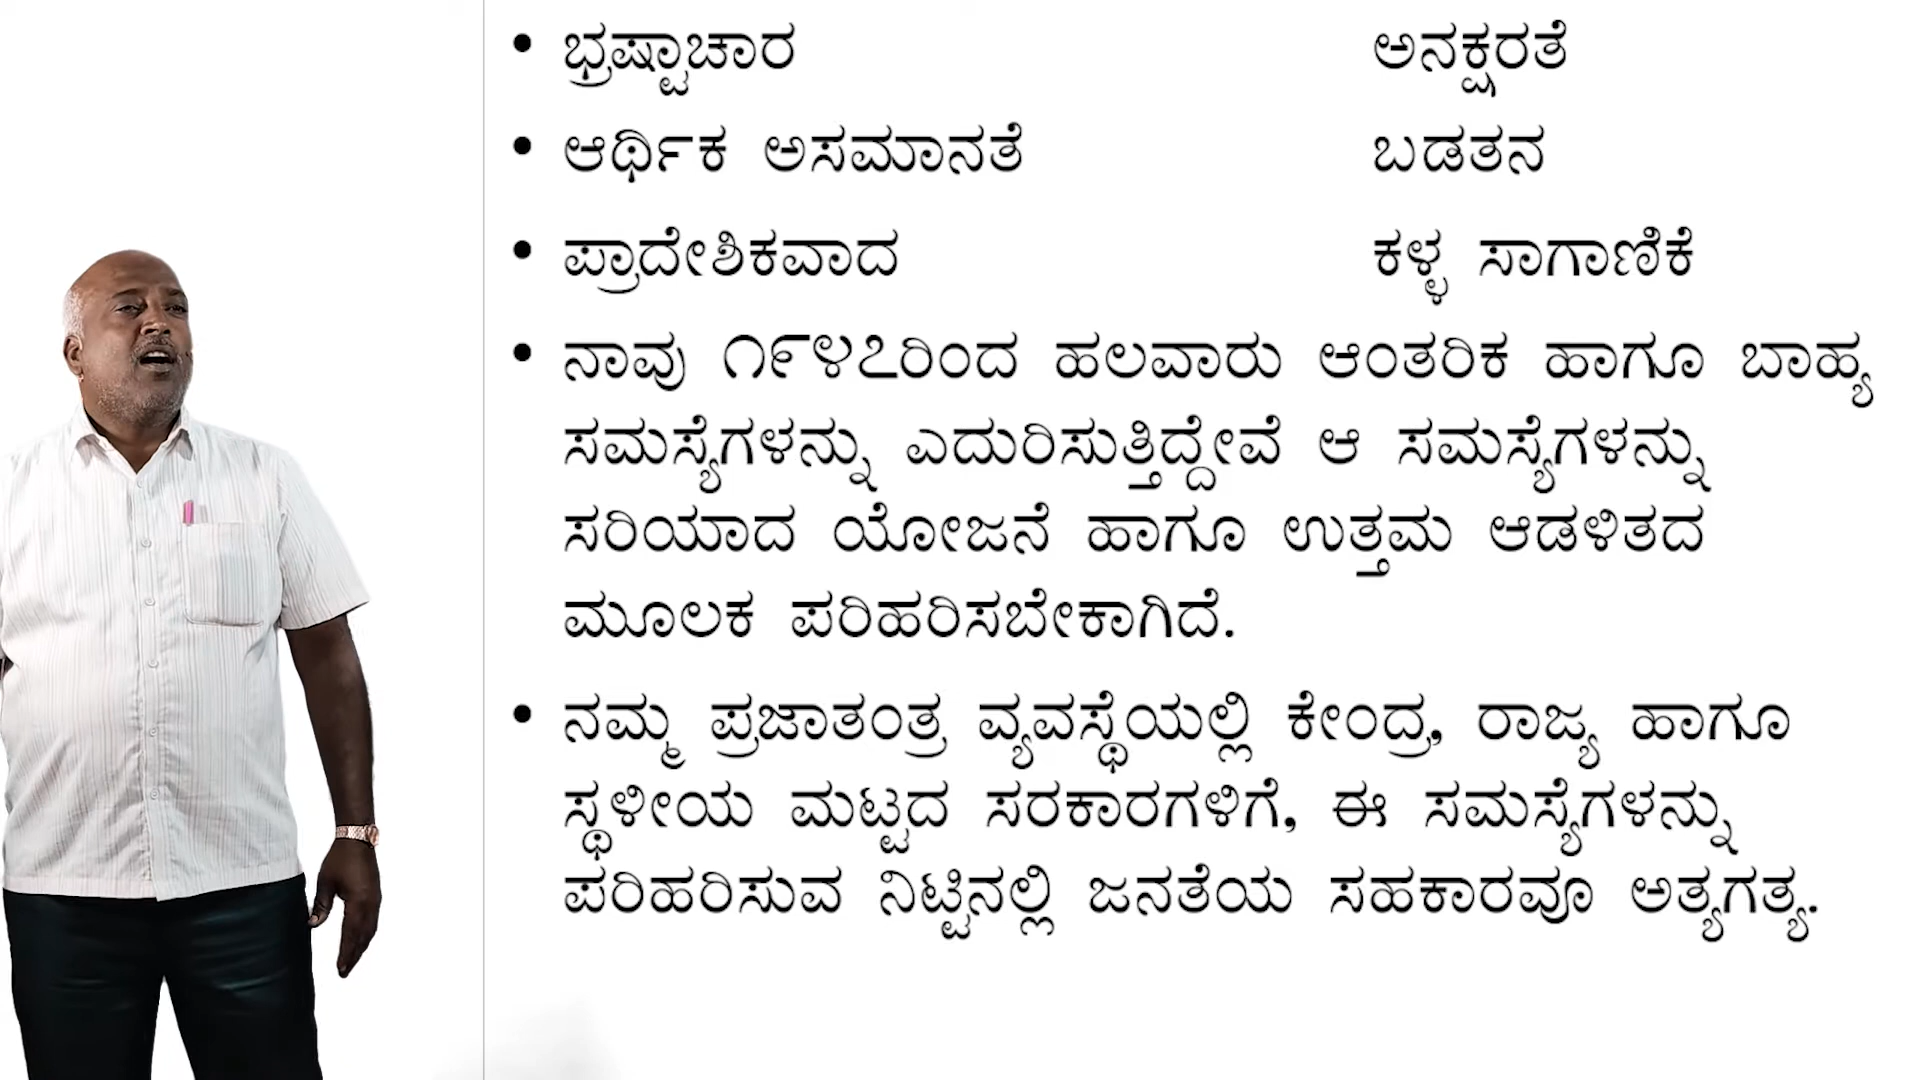 • ಭ್ರಷ್ಟಾಚಾರ ಅನಕ್ಷರತೆ
• ಆರ್ಥಿಕ ಅಸಮಾನತೆ ಬಡತನ
• ಪ್ರಾದೇಶಿಕವಾದ ಕಳ್ಳ ಸಾಗಾಣಿಕೆ
• ನಾವು ೧೯೪೭ರಿಂದ ಹಲವಾರು ಆಂತರಿಕ ಹಾಗೂ ಬಾಹ್ಯ
ಸಮಸ್ಯೆಗಳನ್ನು ಎದುರಿಸುತ್ತಿದ್ದೇವೆ ಆ ಸಮಸ್ಯೆಗಳನ್ನು
ಸರಿಯಾದ ಯೋಜನೆ ಹಾಗೂ ಉತ್ತಮ ಆಡಳಿತದ
ಮೂಲಕ ಪರಿಹರಿಸಬೇಕಾಗಿದೆ.
• ನಮ್ಮ ಪ್ರಜಾತಂತ್ರ ವ್ಯವಸ್ಥೆಯಲ್ಲಿ ಕೇಂದ್ರ, ರಾಜ್ಯ ಹಾಗೂ
ಸ್ಥಳೀಯ ಮಟ್ಟದ ಸರಕಾರಗಳಿಗೆ, ಈ ಸಮಸ್ಯೆಗಳನ್ನು
ಪರಿಹರಿಸುವ ನಿಟ್ಟಿನಲ್ಲಿ ಜನತೆಯ ಸಹಕಾರವೂ ಅತ್ಯಗತ್ಯ.